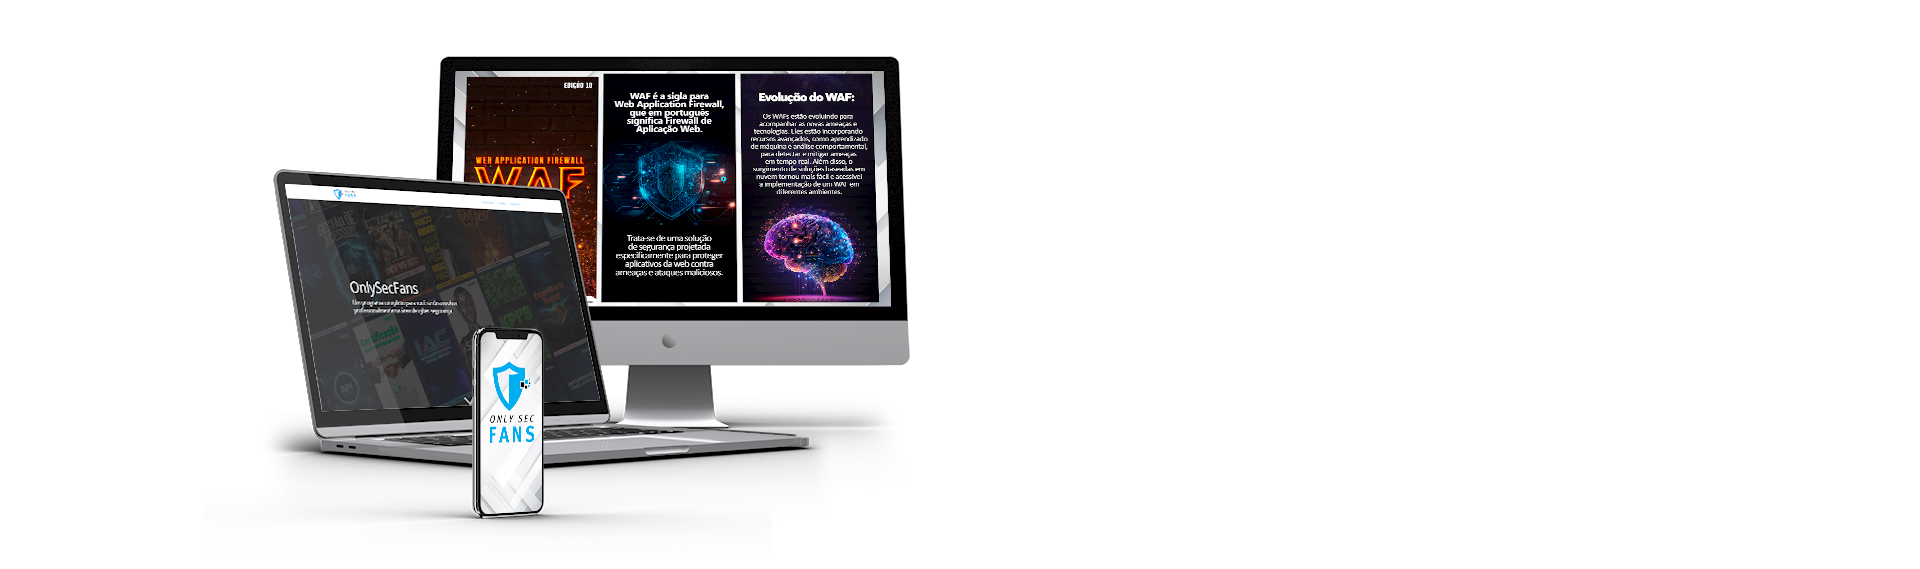 EDIÇÃO 10
WEB APPLICATION FIREWALL
WAF
WAF é a sigla para
Web Application Firewall,
que em português
significa Firewall de
Aplicação Web.
Trata-se de uma solução
de segurança projetada
especificamente para proteger
aplicativos da web contra
ameaças e ataques maliciosos.
Evolução do WAF:
Os WAFs estão evoluindo para
acompanhar as novas ameaças e
tecnologias. Eles estão incorporando
recursos avançados, como aprendizado
de máquina e análise comportamental,
para detectar e mitigar ameaças
em tempo real. Além disso, o
surgimento de soluções baseadas em
nuvem tornou mais fácil e acessível
a implementação de um WAF em
diferentes ambientes.
FANS
OnlySecFans
KPI'S
IAC
API
ONLY SEC
FANS